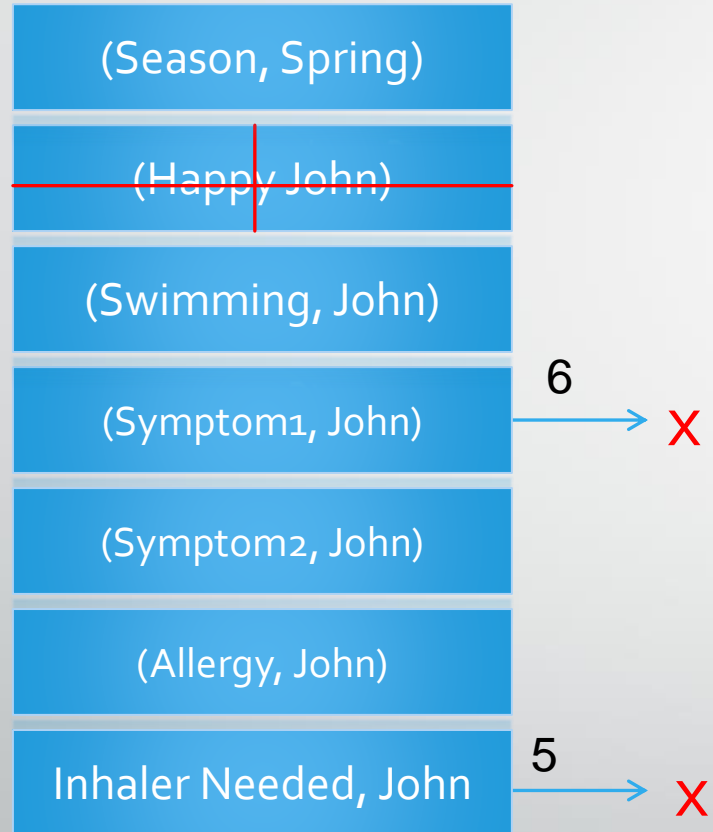 (Season, Spring)
(Happy John)
(Swimming, John)
6
X
(Symptom1, John)
(Symptom2, John)
(Allergy, John)
5
Inhaler Needed, John
X